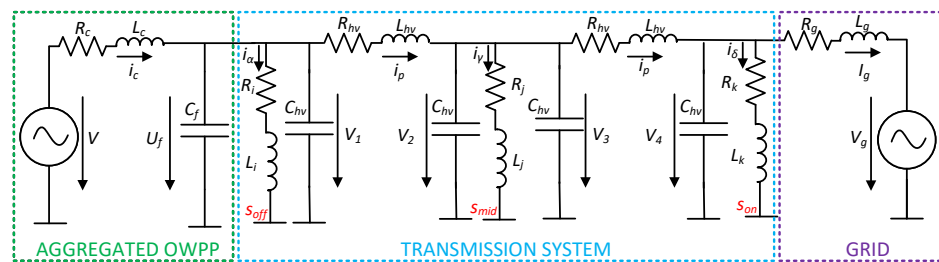 Rc Lc Rhv Lhv Rhv Lhv Rg Lg
ic iα ip iγ ip iδ Ig
Ri Rj Rk
V Uf Cf Chv V1 V2 Chv Chv V3 V4 Chv Vg
Li Lj Lk
soff smid son
AGGREGATED OWPP TRANSMISSION SYSTEM GRID